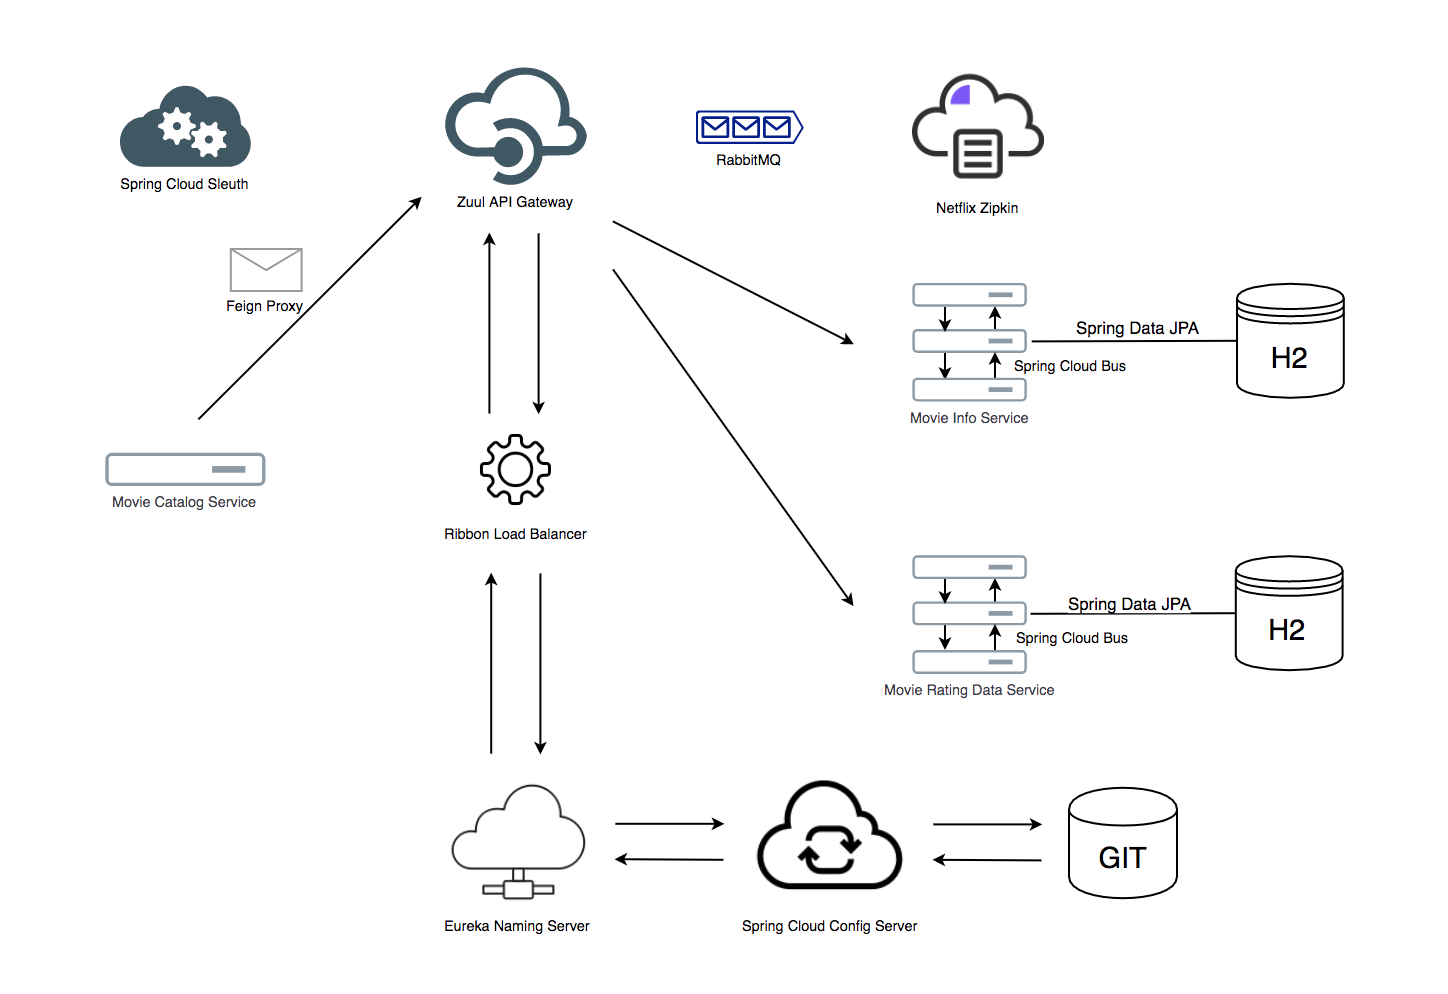 Spring Cloud Sleuth
Zuul API Gateway
RabbitMQ
Netflix Zipkin
Feign Proxy
Spring Data JPA
H2
Spring Cloud Bus
Movie Info Service
Movie Catalog Service
Ribbon Load Balancer
Spring Data JPA
H2
Spring Cloud Bus
Movie Rating Data Service
GIT
Eureka Naming Server
Spring Cloud Config Server